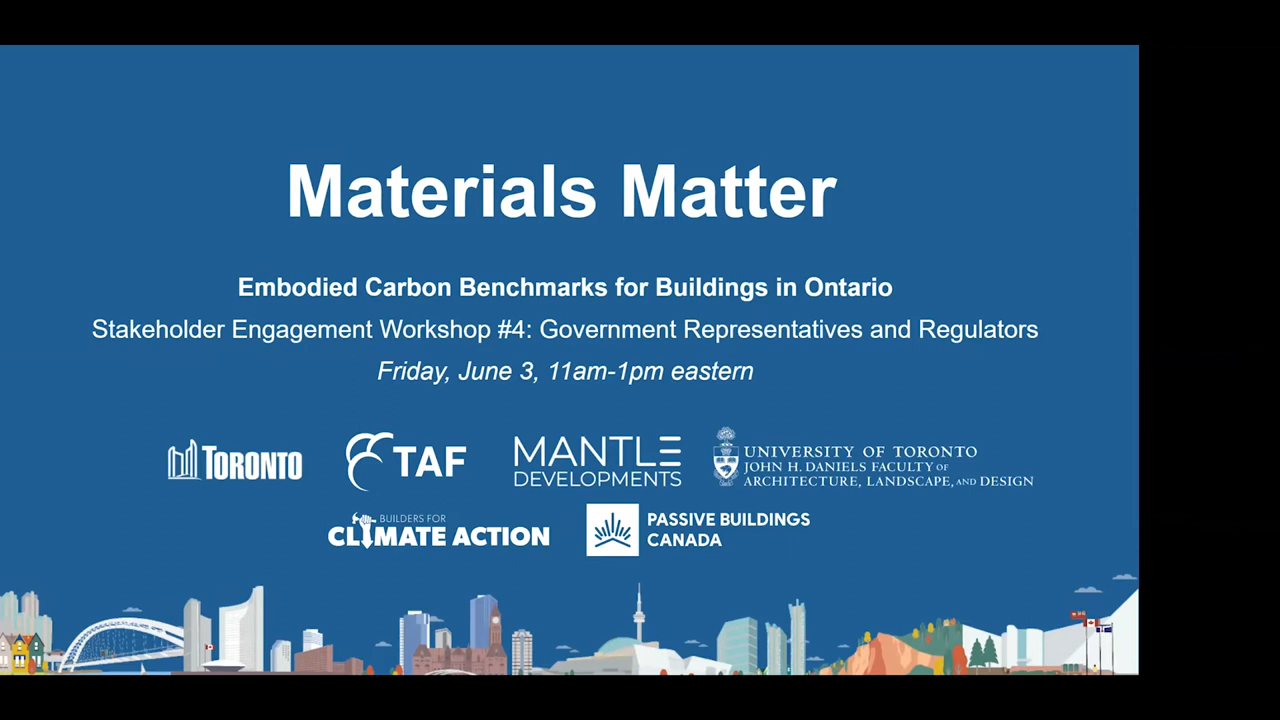 Materials Matter
Embodied Carbon Benchmarks for Buildings in Ontario
Stakeholder Engagement Workshop #4: Government Representatives and Regulators
Friday, June 3, 11am-1pm eastern
TORONTO
TAF
MANTLE
DEVELOPMENTS
UNIVERSITY OF TORONTO
JOHN H. DANIELS FACULTY OF
ARCHITECTURE, LANDSCAPE, AND DESIGN
BUILDERS FOR
CLIMATE ACTION
PASSIVE BUILDINGS
CANADA